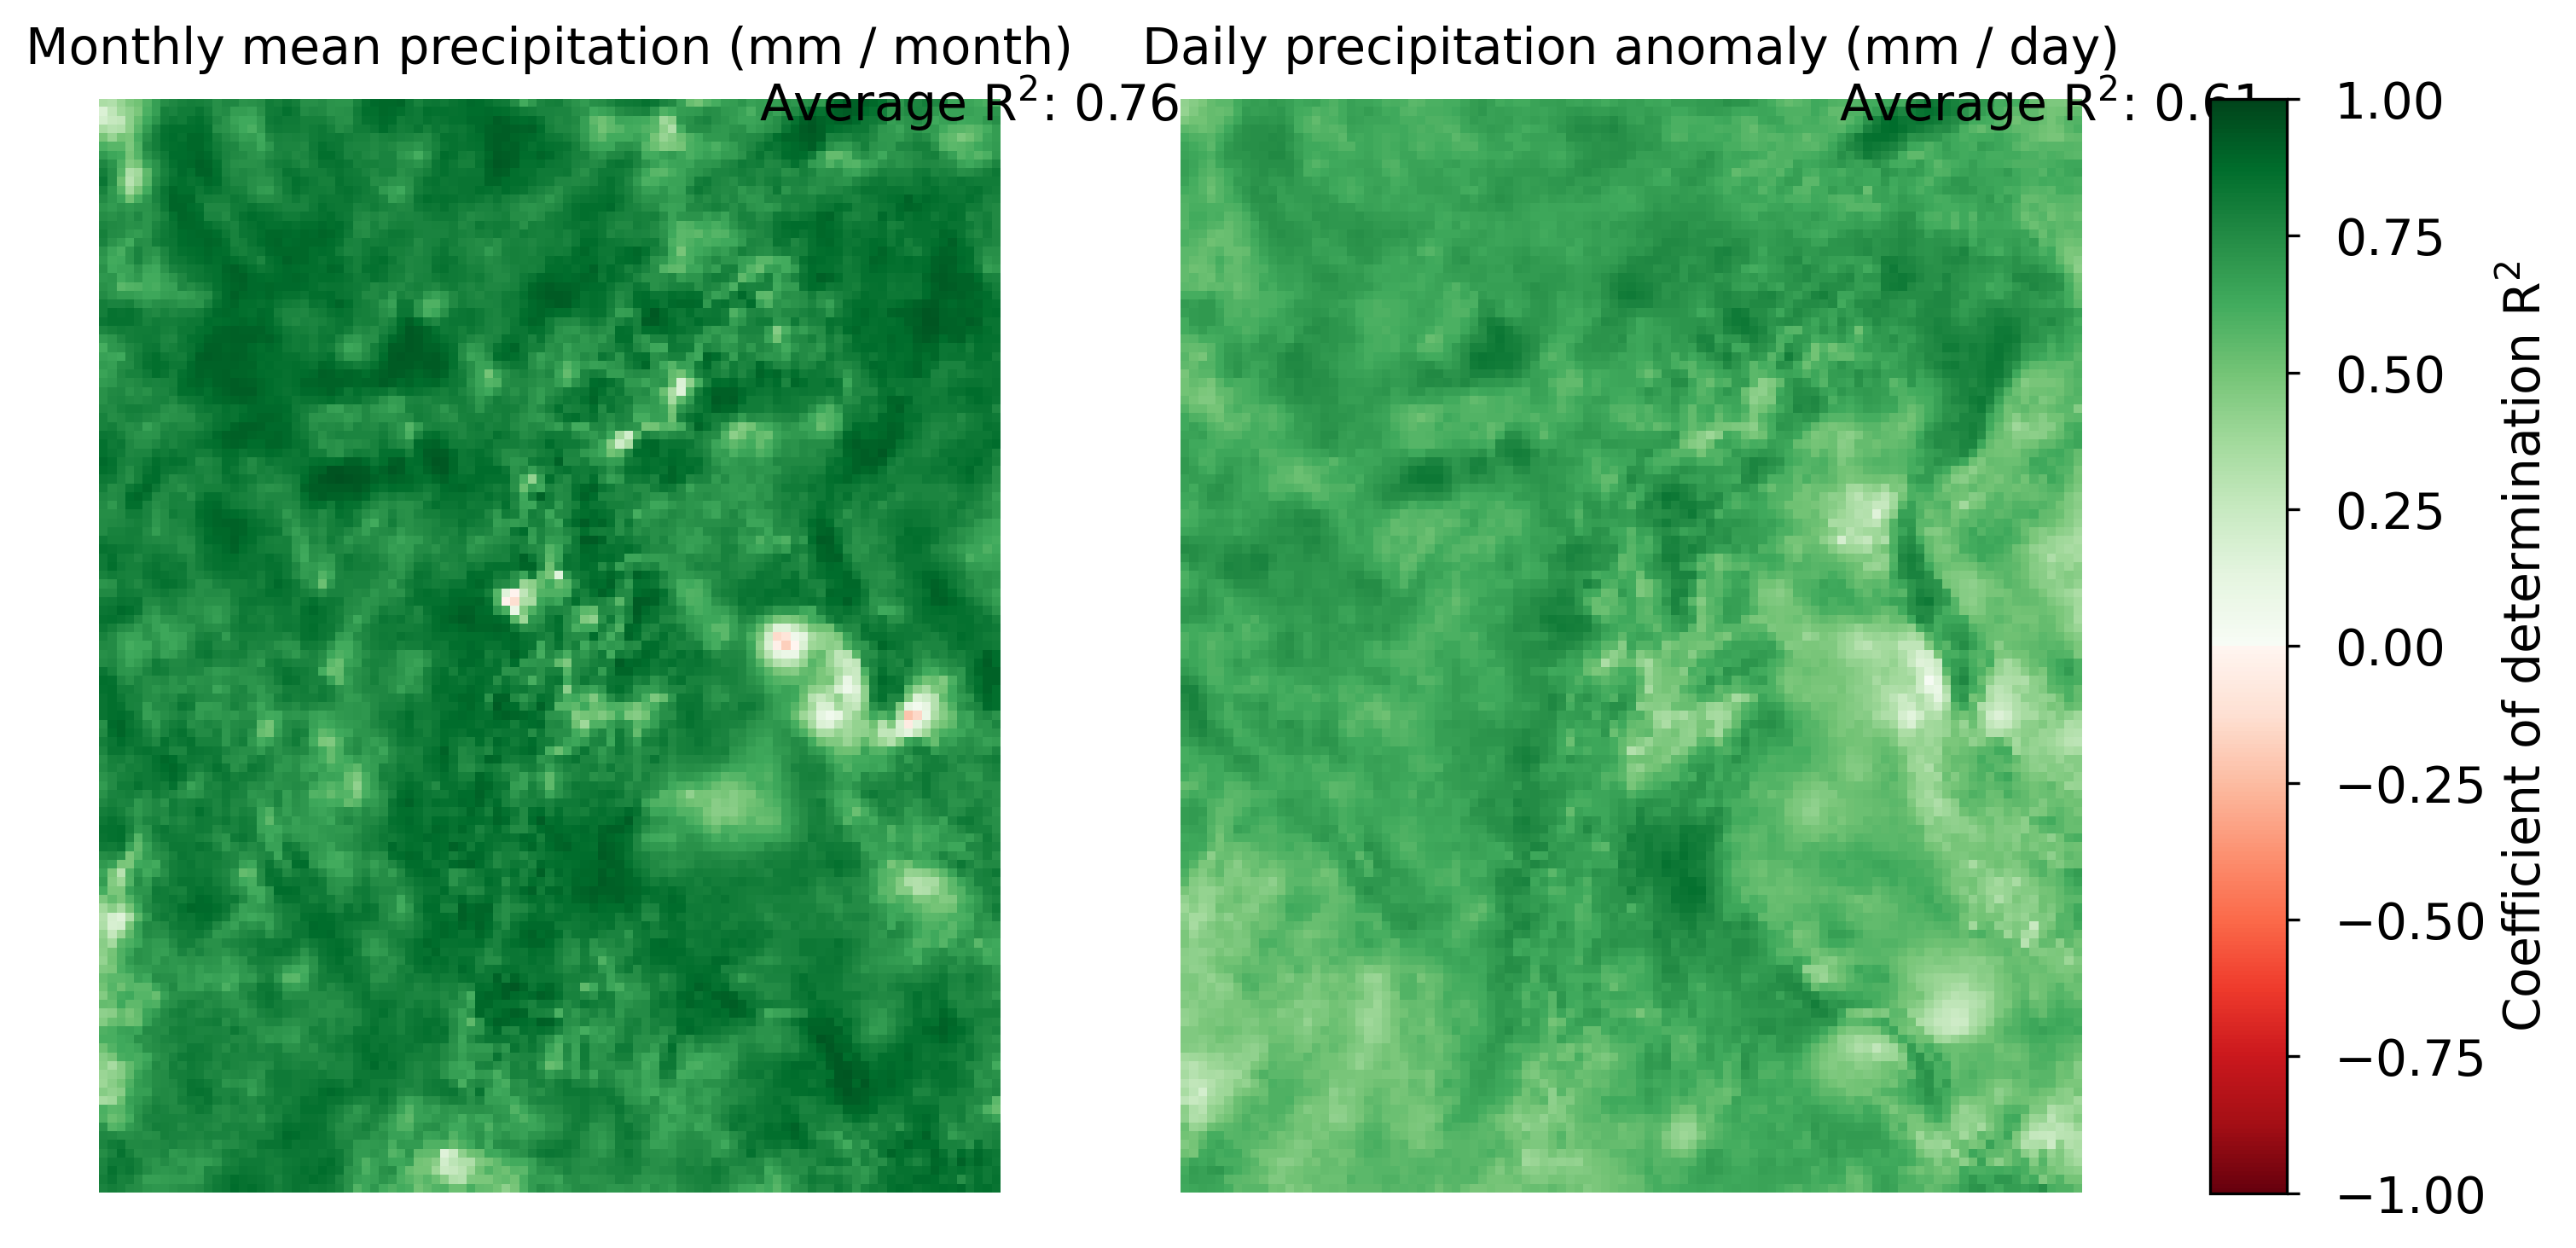 Monthly mean precipitation (mm / month)
Average R²: 0.76
Daily precipitation anomaly (mm / day)
Average R²: 0.61
1.00
0.75
0.50
0.25
0.00
−0.25
−0.50
−0.75
−1.00
Coefficient of determination R²